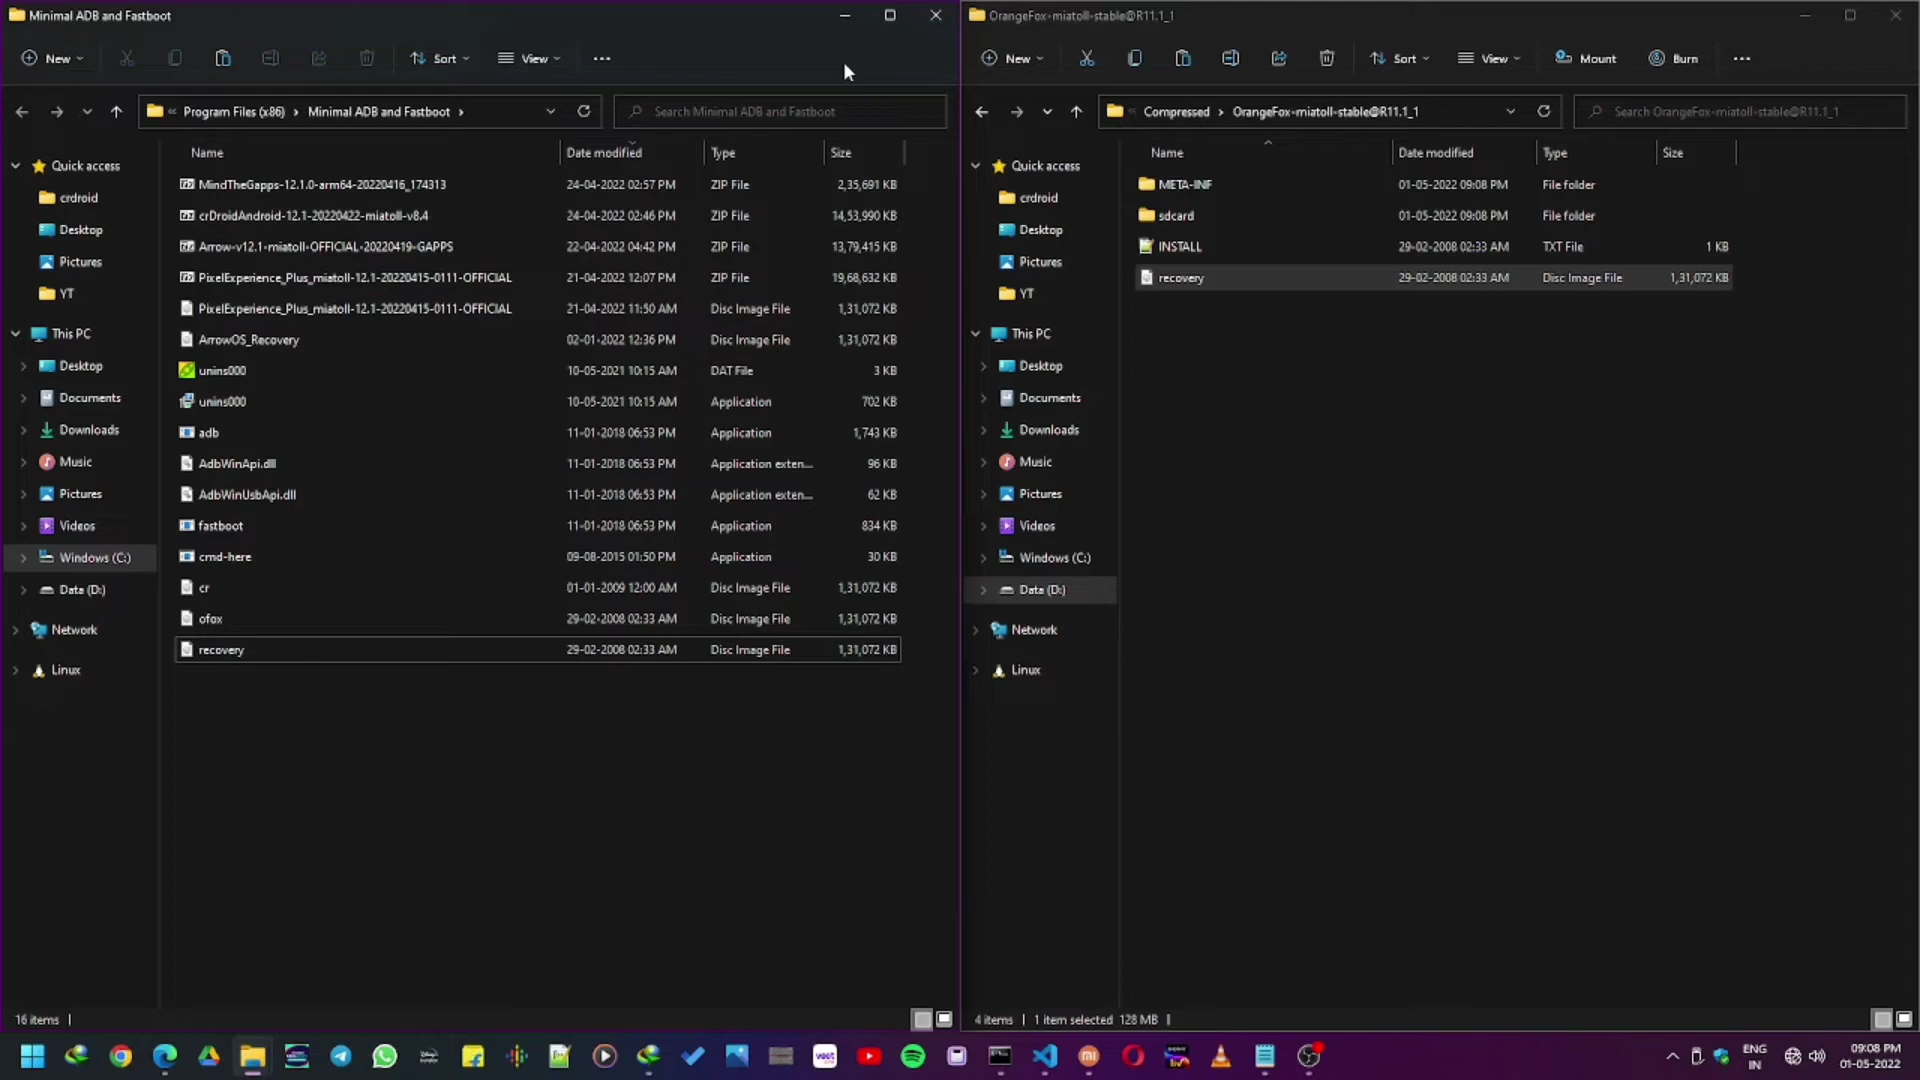 Minimal ADB and Fastboot
New
Sort
View
Program Files (x86) > Minimal ADB and Fastboot >
Search Minimal ADB and Fastboot
Name Date modified Type Size
Quick access
crdroid
Desktop
Pictures
YT
This PC
Desktop
Documents
Downloads
Music
Pictures
Videos
Windows (C:)
Data (D:)
Network
Linux
MindTheGapps-12.1.0-arm64-20220416_174313 24-04-2022 02:57 PM ZIP File 2,35,691 KB
crDroidAndroid-12.1-20220422-miatoll-v8.4 24-04-2022 02:46 PM ZIP File 14,53,990 KB
Arrow-v12.1-miatoll-OFFICIAL-20220419-GAPPS 22-04-2022 04:42 PM ZIP File 13,79,415 KB
PixelExperience_Plus_miatoll-12.1-20220415-0111-OFFICIAL 21-04-2022 12:07 PM ZIP File 19,68,632 KB
PixelExperience_Plus_miatoll-12.1-20220415-0111-OFFICIAL 21-04-2022 11:50 AM Disc Image File 1,31,072 KB
ArrowOS_Recovery 02-01-2022 12:36 PM Disc Image File 1,31,072 KB
unins000 10-05-2021 10:15 AM DAT File 3 KB
unins000 10-05-2021 10:15 AM Application 702 KB
adb 11-01-2018 06:53 PM Application 1,743 KB
AdbWinApi.dll 11-01-2018 06:53 PM Application exten... 96 KB
AdbWinUsbApi.dll 11-01-2018 06:53 PM Application exten... 62 KB
fastboot 11-01-2018 06:53 PM Application 834 KB
cmd-here 09-08-2015 01:50 PM Application 30 KB
cr 01-01-2009 12:00 AM Disc Image File 1,31,072 KB
ofox 29-02-2008 02:33 AM Disc Image File 1,31,072 KB
recovery 29-02-2008 02:33 AM Disc Image File 1,31,072 KB
16 items
OrangeFox-miatoll-stable@R11.1_1
New
Sort
View
Mount
Burn
Compressed > OrangeFox-miatoll-stable@R11.1_1
Search OrangeFox-miatoll-stable@R11.1_1
Name Date modified Type Size
Quick access
crdroid
Desktop
Pictures
YT
This PC
Desktop
Documents
Downloads
Music
Pictures
Videos
Windows (C:)
Data (D:)
Network
Linux
META-INF 01-05-2022 09:08 PM File folder
sdcard 01-05-2022 09:08 PM File folder
INSTALL 29-02-2008 02:33 AM TXT File 1 KB
recovery 29-02-2008 02:33 AM Disc Image File 1,31,072 KB
4 items 1 item selected 128 MB
ENG
IN
09:08 PM
01-05-2022